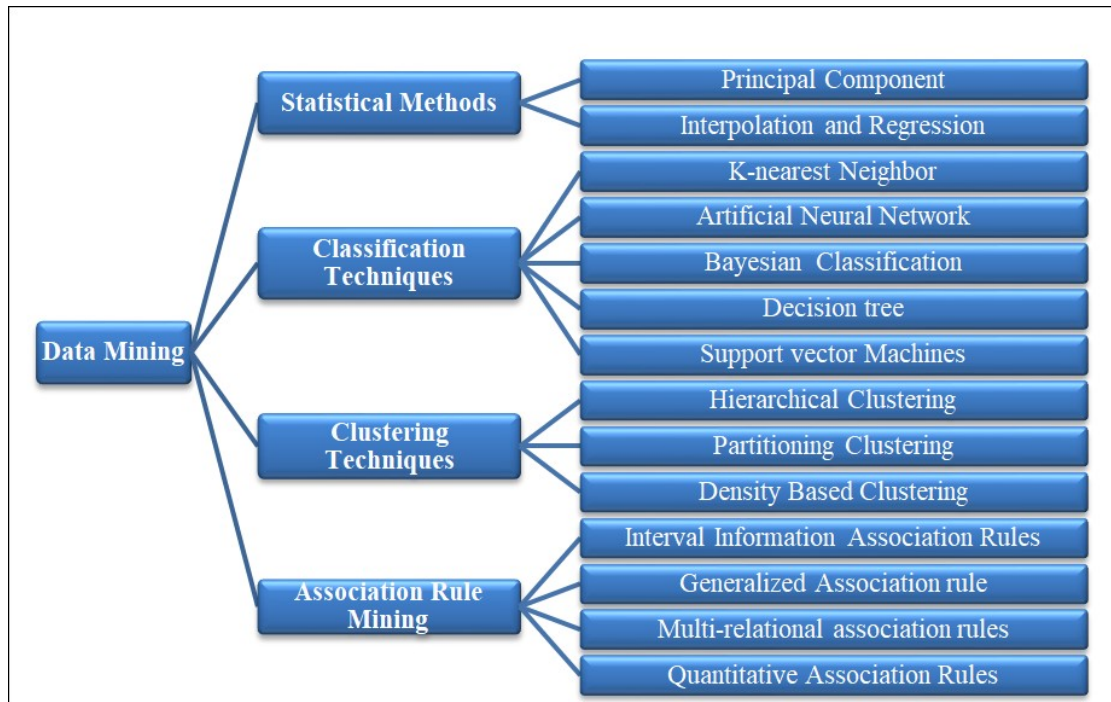 Data Mining
Statistical Methods
Principal Component
Interpolation and Regression
Classification
Techniques
K-nearest Neighbor
Artificial Neural Network
Bayesian Classification
Decision tree
Support vector Machines
Clustering
Techniques
Hierarchical Clustering
Partitioning Clustering
Density Based Clustering
Association Rule
Mining
Interval Information Association Rules
Generalized Association rule
Multi-relational association rules
Quantitative Association Rules